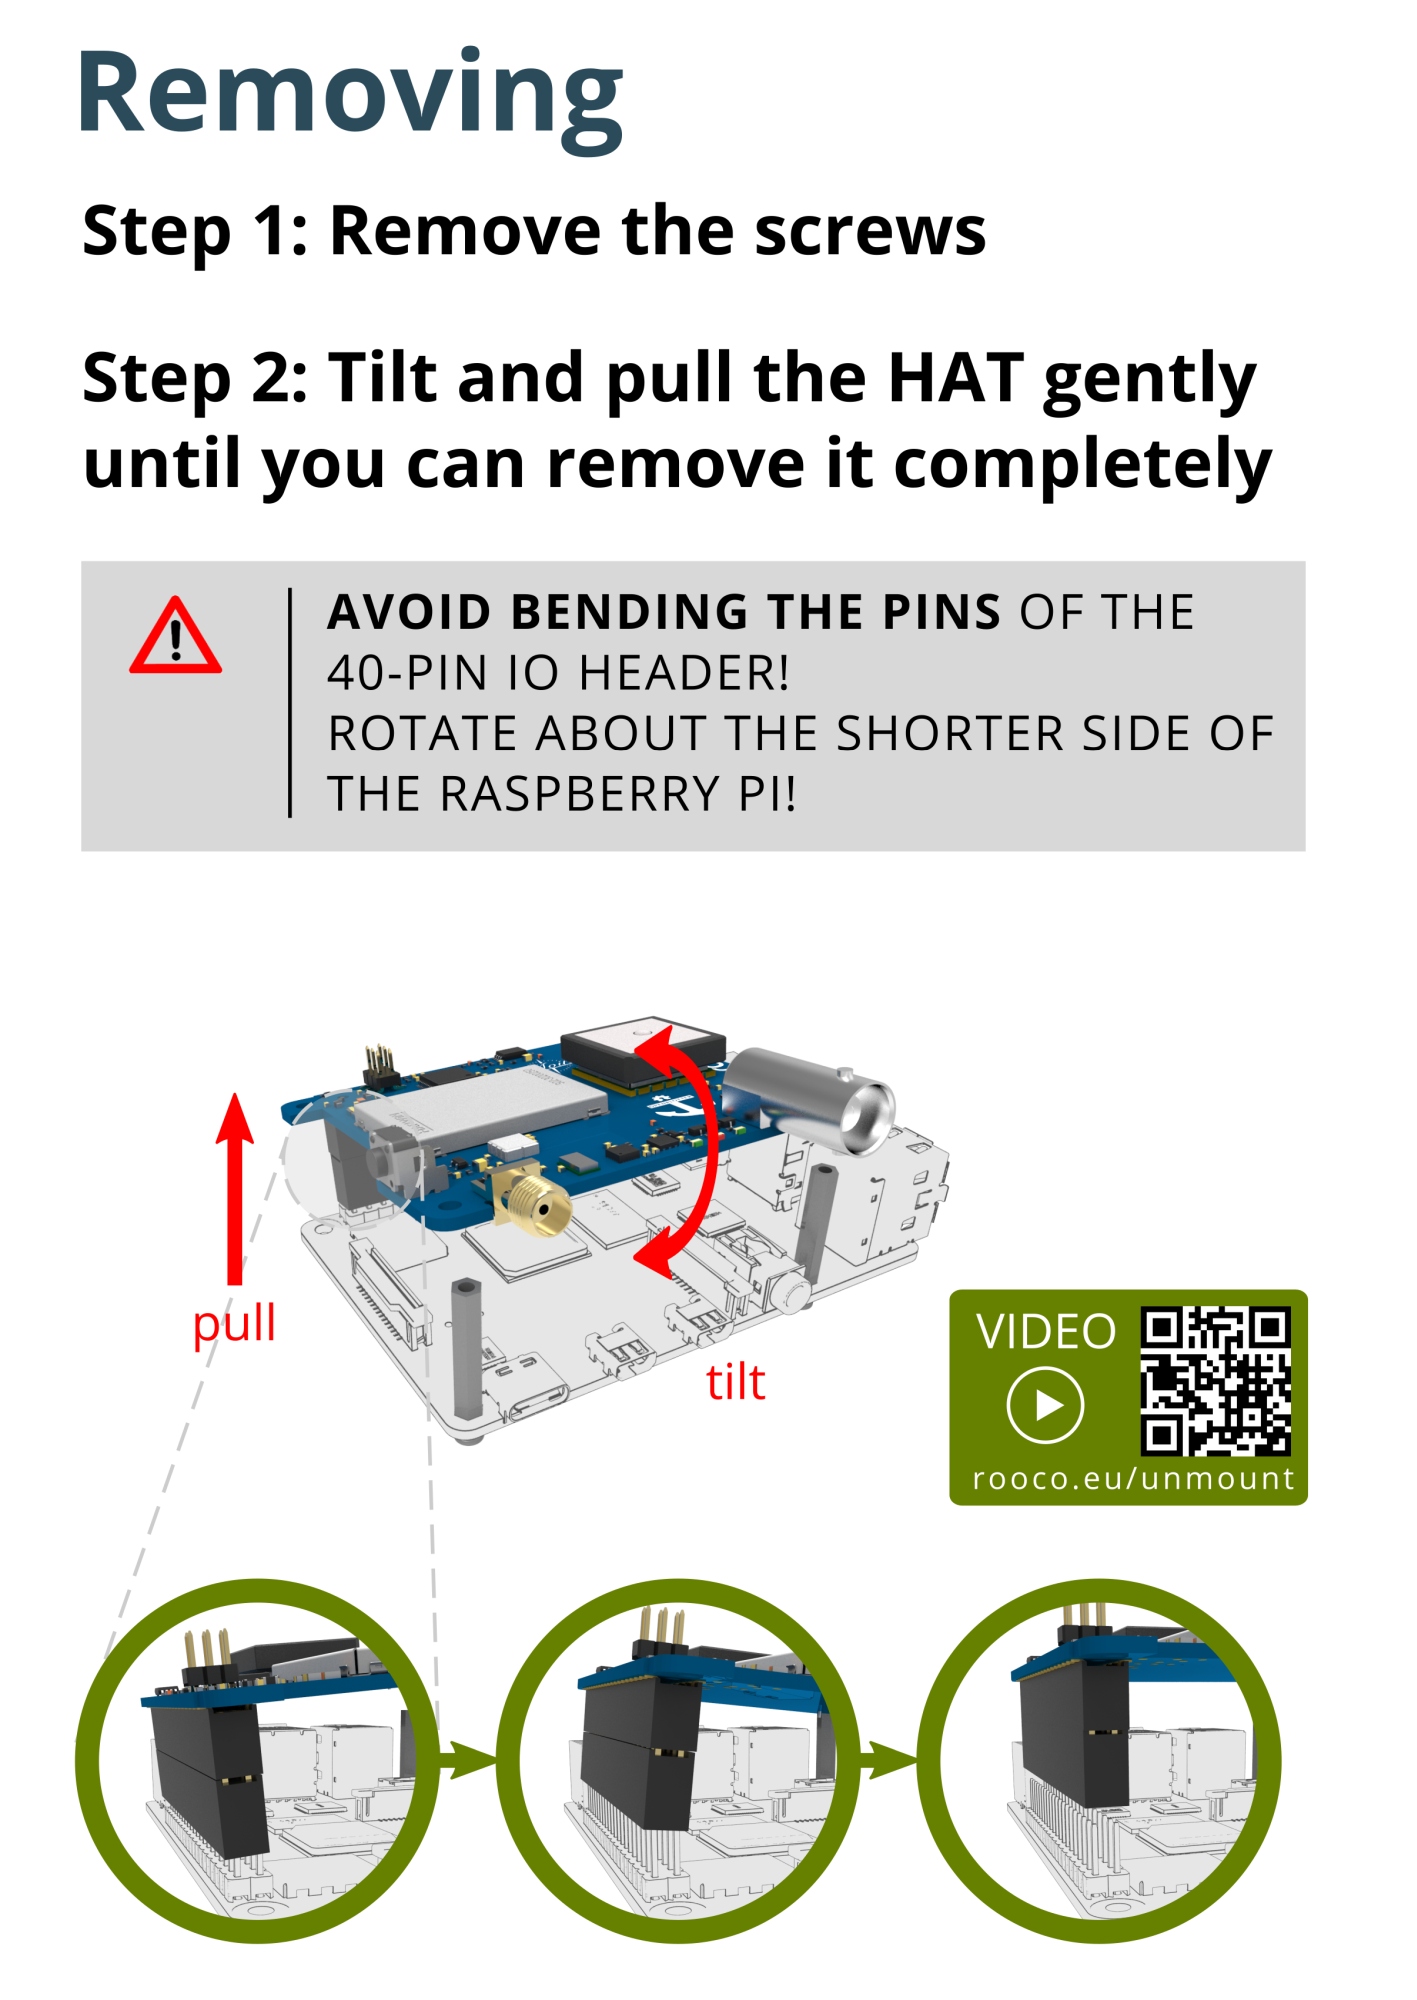 Removing
Step 1: Remove the screws
Step 2: Tilt and pull the HAT gently
until you can remove it completely
AVOID BENDING THE PINS OF THE
40-PIN IO HEADER!
ROTATE ABOUT THE SHORTER SIDE OF
THE RASPBERRY PI!
pull
tilt
VIDEO
rooco.eu/unmount